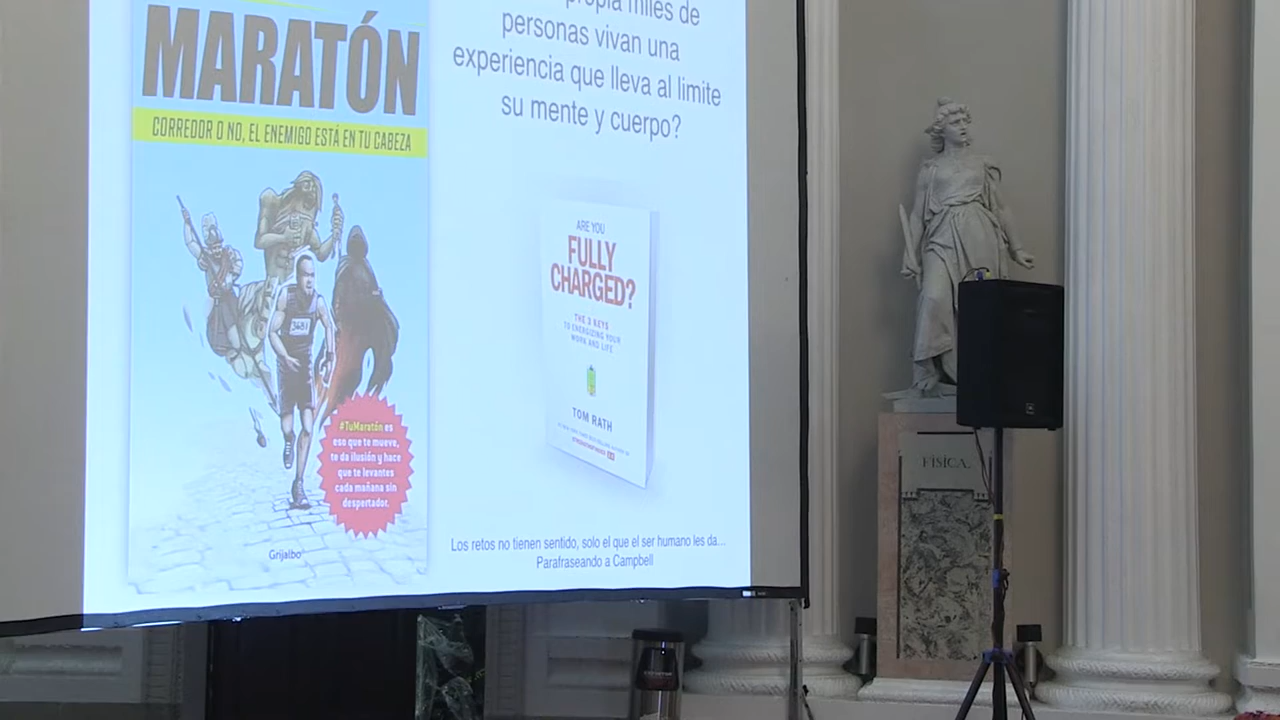 MARATÓN
CORREDOR O NO, EL ENEMIGO ESTÁ EN TU CABEZA
3681
#TuMaratón es
eso que te mueve,
te da ilusión y hace
que te levantes
cada mañana sin
despertador.
Grijalbo
propia miles de
personas vivan una
experiencia que lleva al limite
su mente y cuerpo?
ARE YOU
FULLY
CHARGED?
THE 3 KEYS
TO ENERGIZING YOUR
WORK AND LIFE
TOM RATH
Los retos no tienen sentido, solo el que el ser humano les da...
Parafraseando a Campbell
FÍSICA.